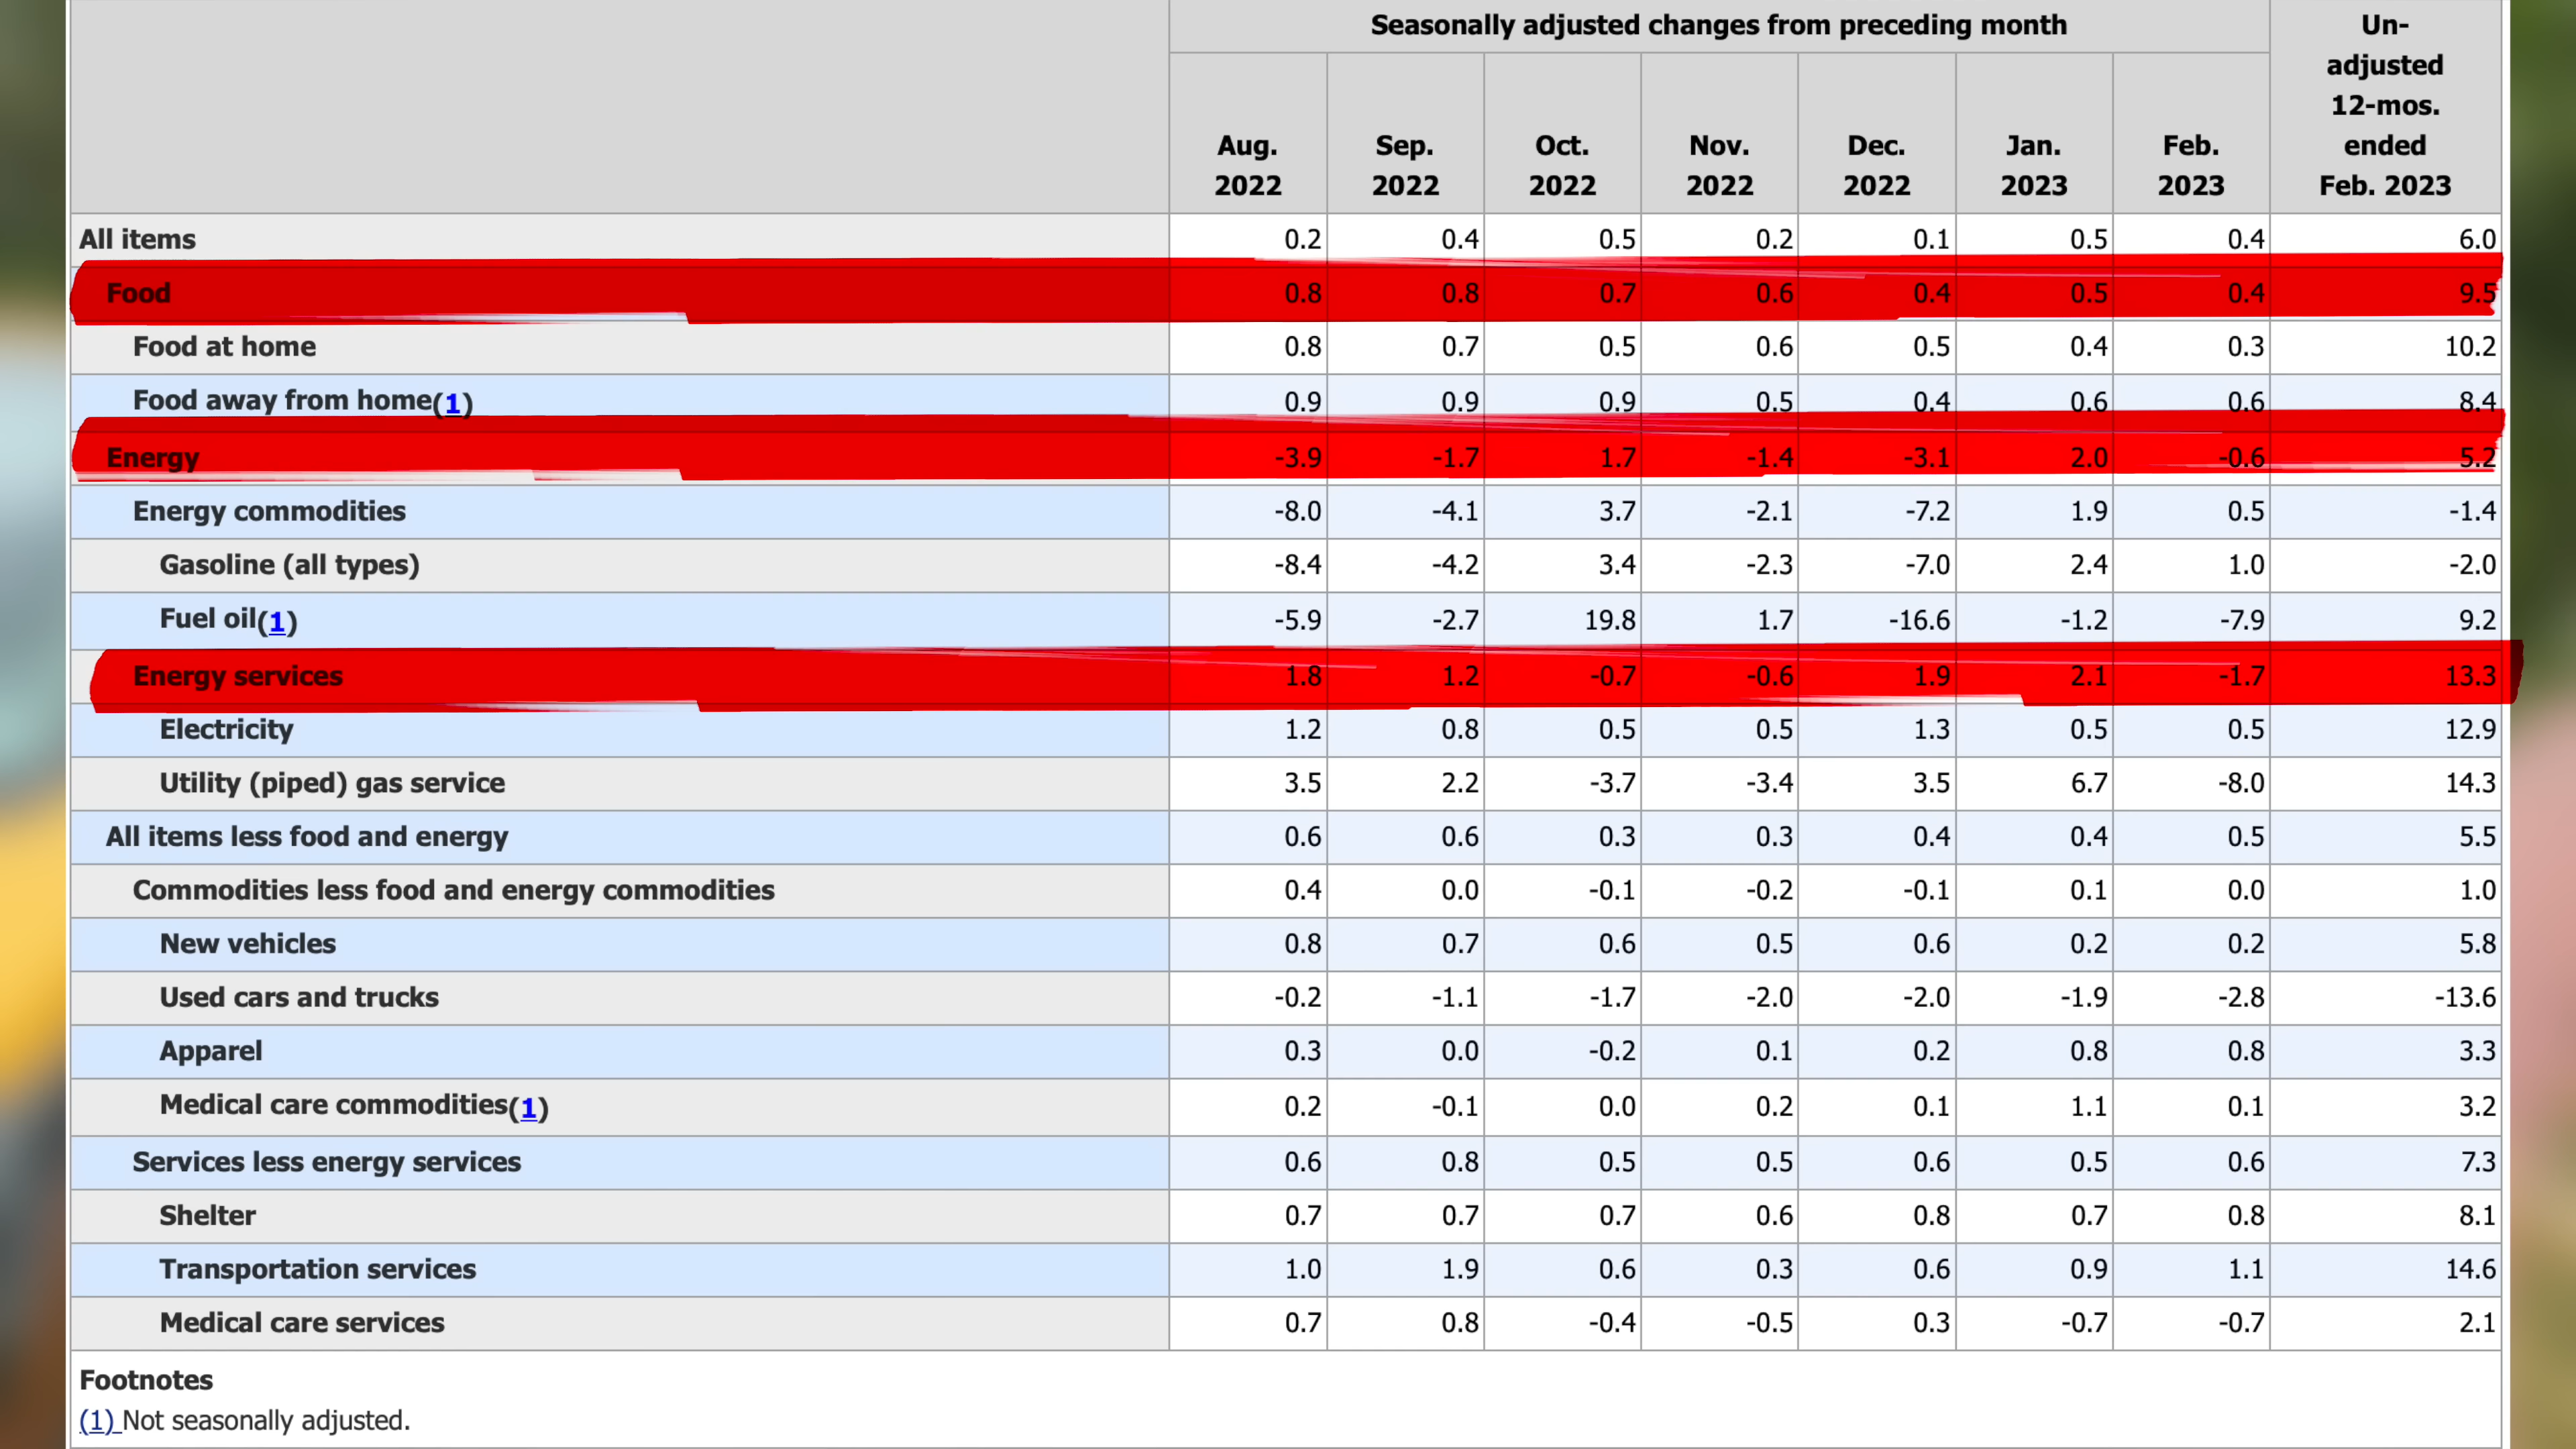 Seasonally adjusted changes from preceding month
Un-
adjusted
12-mos.
ended
Feb. 2023
Aug.
2022
Sep.
2022
Oct.
2022
Nov.
2022
Dec.
2022
Jan.
2023
Feb.
2023
All items 0.2 0.4 0.5 0.2 0.1 0.5 0.4 6.0
Food 0.8 0.8 0.7 0.6 0.4 0.5 0.4 9.5
Food at home 0.8 0.7 0.5 0.6 0.5 0.4 0.3 10.2
Food away from home(1) 0.9 0.9 0.9 0.5 0.4 0.6 0.6 8.4
Energy -3.9 -1.7 1.7 -1.4 -3.1 2.0 -0.6 5.2
Energy commodities -8.0 -4.1 3.7 -2.1 -7.2 1.9 0.5 -1.4
Gasoline (all types) -8.4 -4.2 3.4 -2.3 -7.0 2.4 1.0 -2.0
Fuel oil(1) -5.9 -2.7 19.8 1.7 -16.6 -1.2 -7.9 9.2
Energy services 1.8 1.2 -0.7 -0.6 1.9 2.1 -1.7 13.3
Electricity 1.2 0.8 0.5 0.5 1.3 0.5 0.5 12.9
Utility (piped) gas service 3.5 2.2 -3.7 -3.4 3.5 6.7 -8.0 14.3
All items less food and energy 0.6 0.6 0.3 0.3 0.4 0.4 0.5 5.5
Commodities less food and energy commodities 0.4 0.0 -0.1 -0.2 -0.1 0.1 0.0 1.0
New vehicles 0.8 0.7 0.6 0.5 0.6 0.2 0.2 5.8
Used cars and trucks -0.2 -1.1 -1.7 -2.0 -2.0 -1.9 -2.8 -13.6
Apparel 0.3 0.0 -0.2 0.1 0.2 0.8 0.8 3.3
Medical care commodities(1) 0.2 -0.1 0.0 0.2 0.1 1.1 0.1 3.2
Services less energy services 0.6 0.8 0.5 0.5 0.6 0.5 0.6 7.3
Shelter 0.7 0.7 0.7 0.6 0.8 0.7 0.8 8.1
Transportation services 1.0 1.9 0.6 0.3 0.6 0.9 1.1 14.6
Medical care services 0.7 0.8 -0.4 -0.5 0.3 -0.7 -0.7 2.1
Footnotes
(1) Not seasonally adjusted.